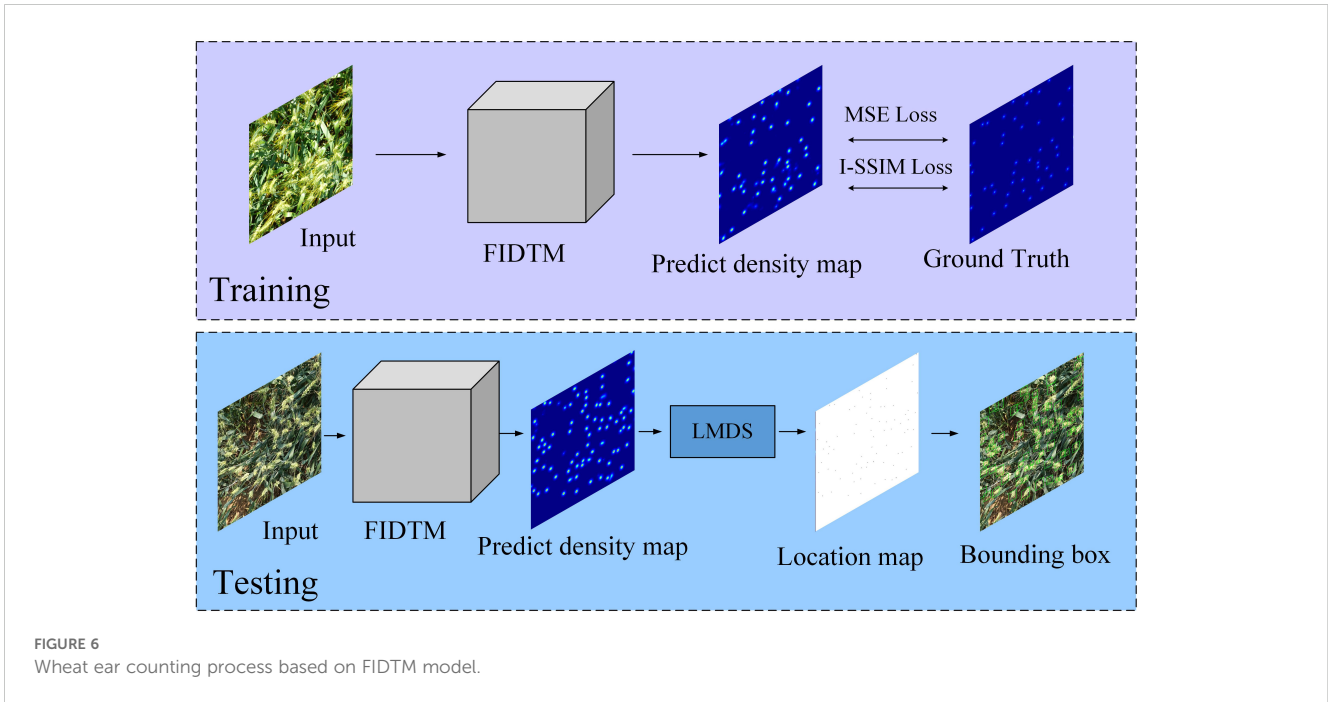 MSE Loss
I-SSIM Loss
Input
FIDTM
Predict density map
Ground Truth
Training
LMDS
Input
FIDTM
Predict density map
Location map
Bounding box
Testing
FIGURE 6
Wheat ear counting process based on FIDTM model.